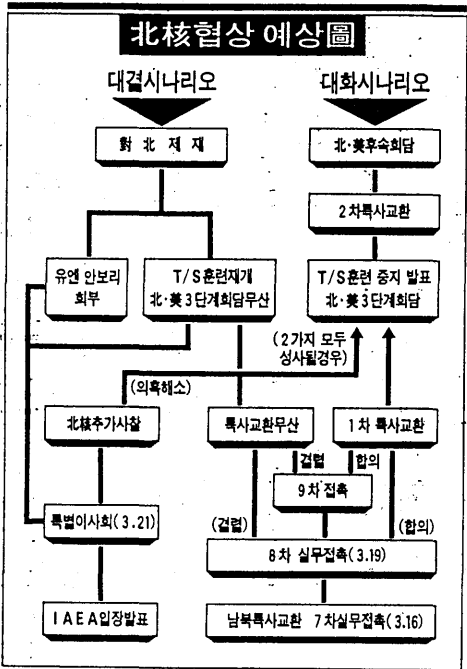 北核협상 예상圖
대결시나리오
대화시나리오
對 北 제 재
北·美후속회담
2차특사교환
유엔 안보리
회부
T/S훈련재개
北·美3단계회담무산
T/S훈련 중지 발표
北·美3단계회담
(2가지 모두
성사될경우)
(의혹해소)
北核추가사찰
특사교환무산
1차 특사교환
결렬
합의
9차 접촉
특별이사회(3.21)
(결렬)
(합의)
8차 실무접촉(3.19)
IAEA입장발표
남북특사교환 7차실무접촉(3.16)